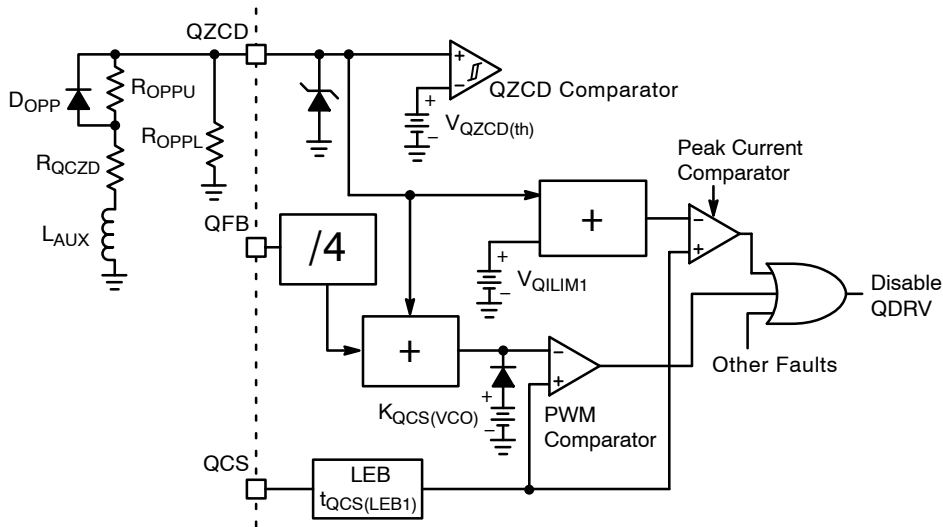 QZCD
DOPP
ROPPU
ROPPL
RQCZD
LAUX
+
−
QZCD Comparator
+
−
VQZCD(th)
Peak Current
Comparator
QFB
/4
+
+
−
VQILIM1
−
+
Disable
QDRV
Other Faults
+
−
+
+
−
KQCS(VCO)
PWM
Comparator
QCS
LEB
tQCS(LEB1)